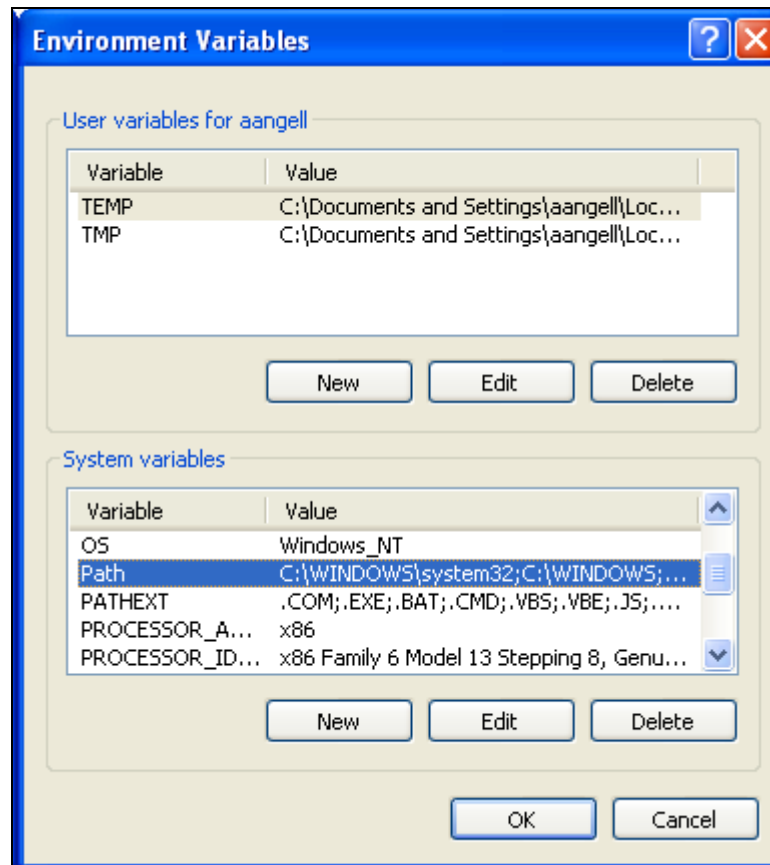 Environment Variables
User variables for aangell
Variable Value
TEMP C:\Documents and Settings\aangell\Loc...
TMP C:\Documents and Settings\aangell\Loc...
New Edit Delete
System variables
Variable Value
OS Windows_NT
Path C:\WINDOWS\system32;C:\WINDOWS;...
PATHEXT .COM;.EXE;.BAT;.CMD;.VBS;.VBE;.JS;....
PROCESSOR_A... x86
PROCESSOR_ID... x86 Family 6 Model 13 Stepping 8, Genu...
New Edit Delete
OK Cancel